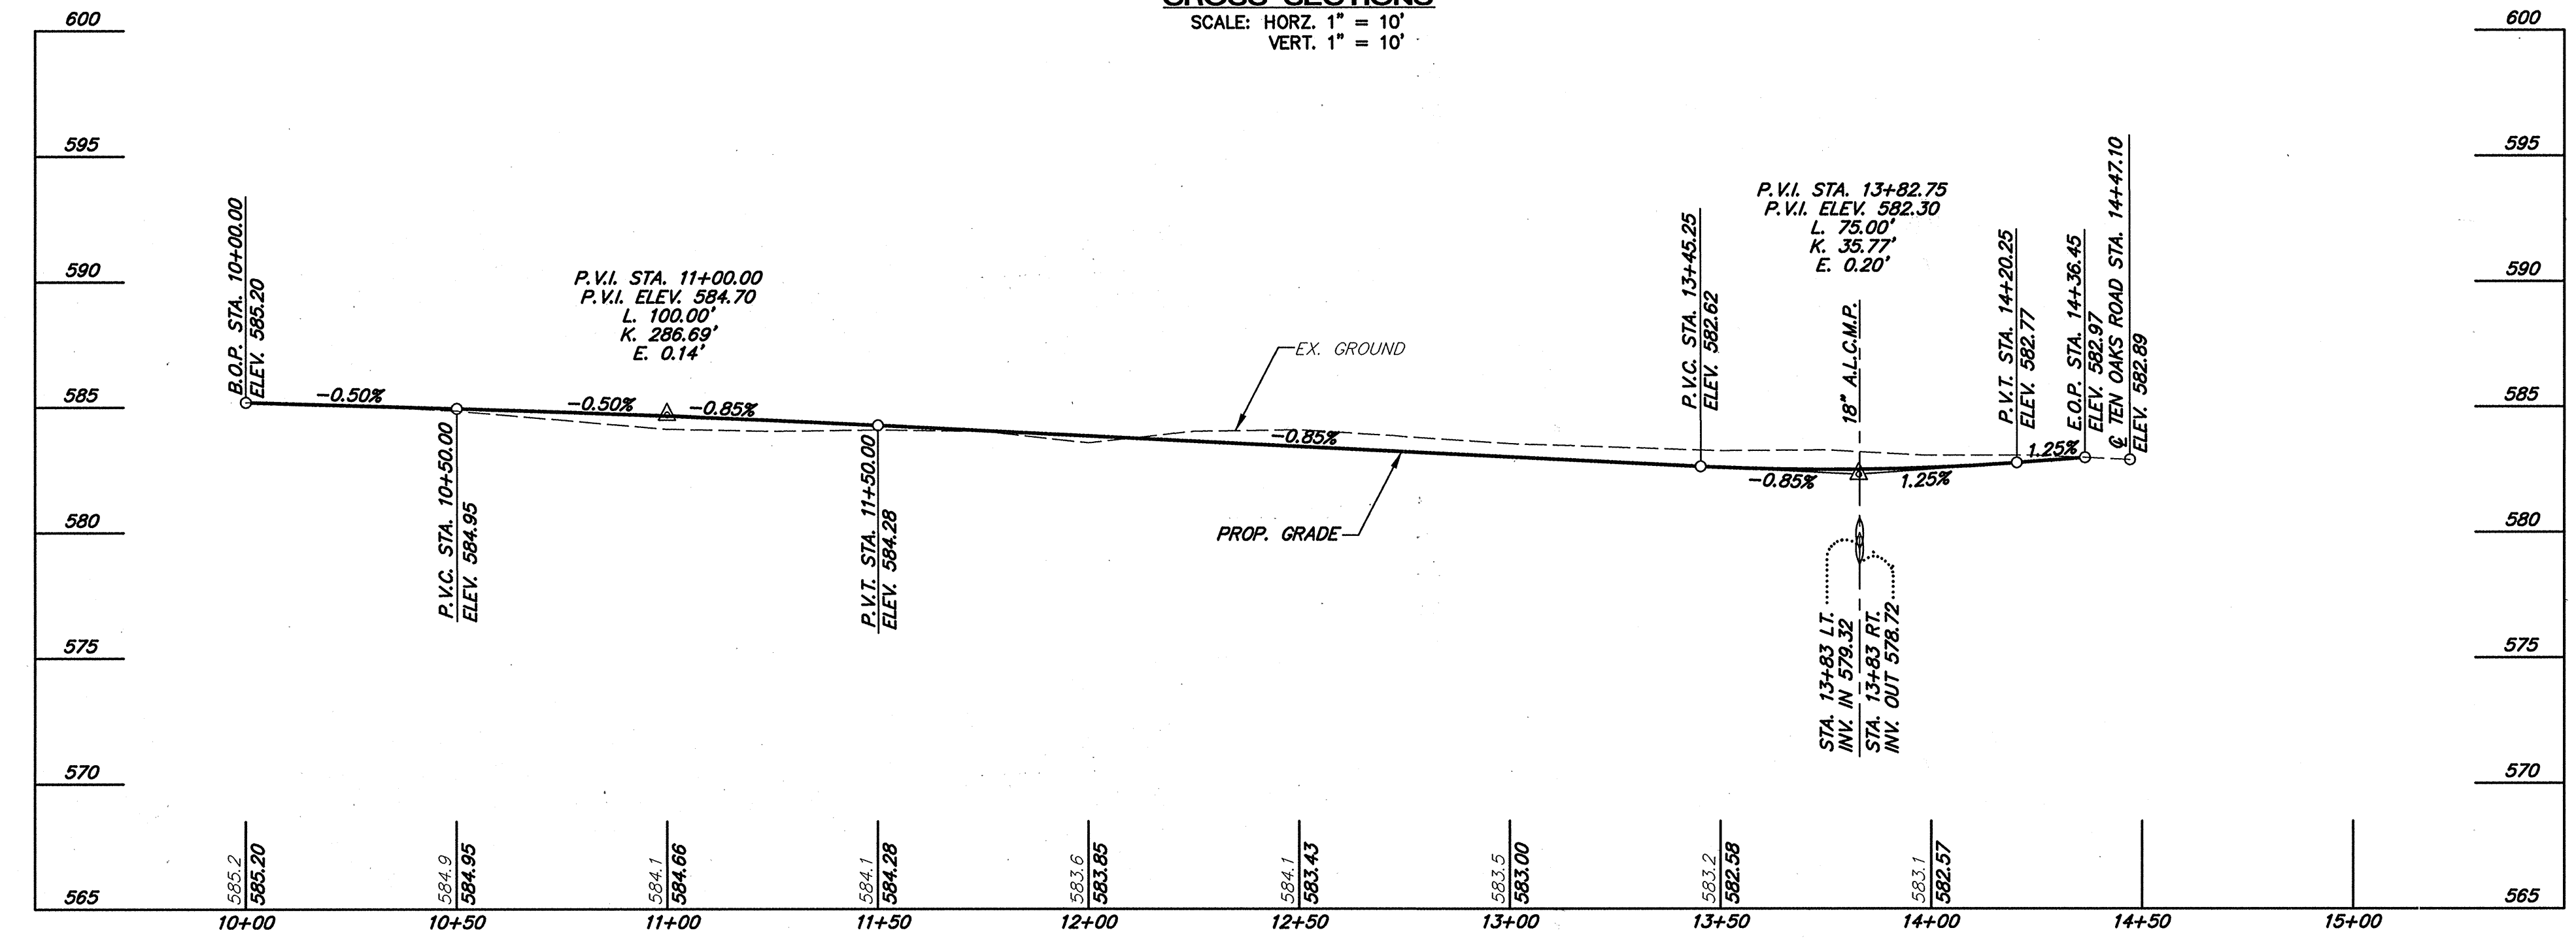 CROSS SECTIONS
SCALE: HORZ. 1" = 10'
VERT. 1" = 10'
600
595
590
585
580
575
570
565
600
595
590
585
580
575
570
565
B.O.P. STA. 10+00.00
ELEV. 585.20
-0.50%
P.V.C. STA. 10+50.00
ELEV. 584.95
P.V.I. STA. 11+00.00
P.V.I. ELEV. 584.70
L. 100.00'
K. 286.69'
E. 0.14'
-0.50%
-0.85%
P.V.T. STA. 11+50.00
ELEV. 584.28
EX. GROUND
-0.85%
PROP. GRADE
P.V.C. STA. 13+45.25
ELEV. 582.62
P.V.I. STA. 13+82.75
P.V.I. ELEV. 582.30
L. 75.00'
K. 35.77'
E. 0.20'
18" A.L.C.M.P.
-0.85%
1.25%
STA. 13+83 LT.
INV. IN 579.32
STA. 13+83 RT.
INV. OUT 578.72
P.V.T. STA. 14+20.25
ELEV. 582.77
1.25%
E.O.P. STA. 14+36.45
ELEV. 582.97
℄ TEN OAKS ROAD STA. 14+47.10
ELEV. 582.89
585.2
585.20
584.9
584.95
584.1
584.66
584.1
584.28
583.6
583.85
584.1
583.43
583.5
583.00
583.2
582.58
583.1
582.57
10+00
10+50
11+00
11+50
12+00
12+50
13+00
13+50
14+00
14+50
15+00